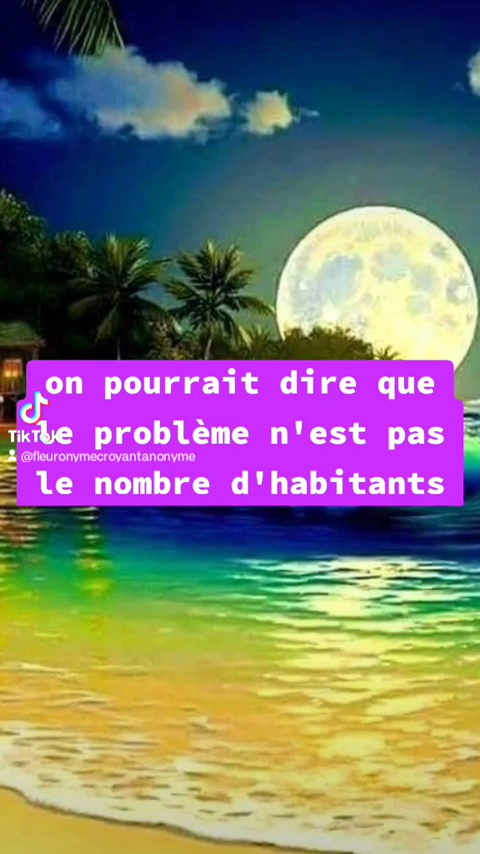 on pourrait dire que
le problème n'est pas
le nombre d'habitants
TikTok
@fleuronymecroyantanonyme